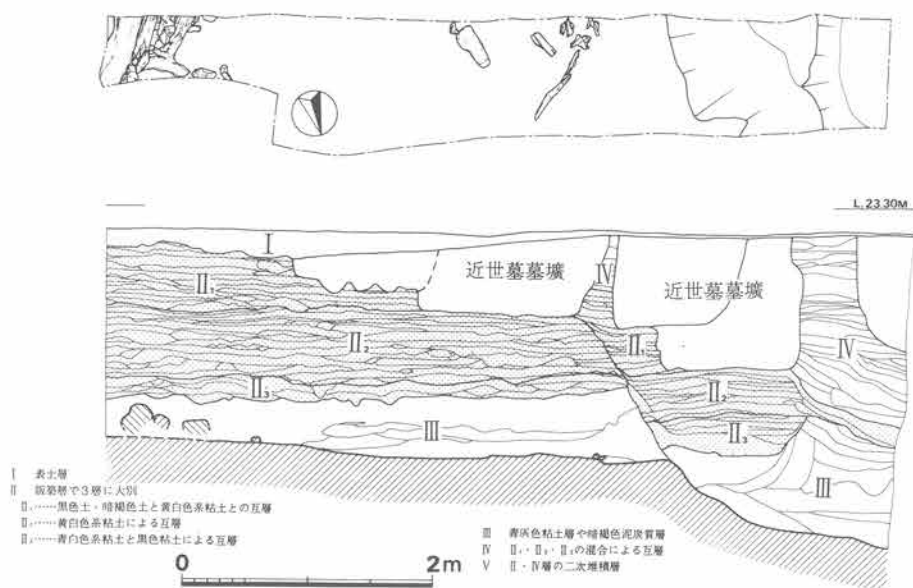 L. 23.30M
I
近世墓墓壙
IV
近世墓墓壙
II₁
II₂
II₁
IV
II₂
II₃
II₃
III
III
I 表土層
II 版築層で3層に大別
II₁……黒色土・暗褐色土と黄白色系粘土との互層
II₂……黄白色系粘土による互層
II₃……青白色系粘土と黒色粘土による互層
III 青灰色粘土層や暗褐色泥炭質層
IV II₁・II₂・II₃の混合による互層
V II・IV層の二次堆積層
0 2m